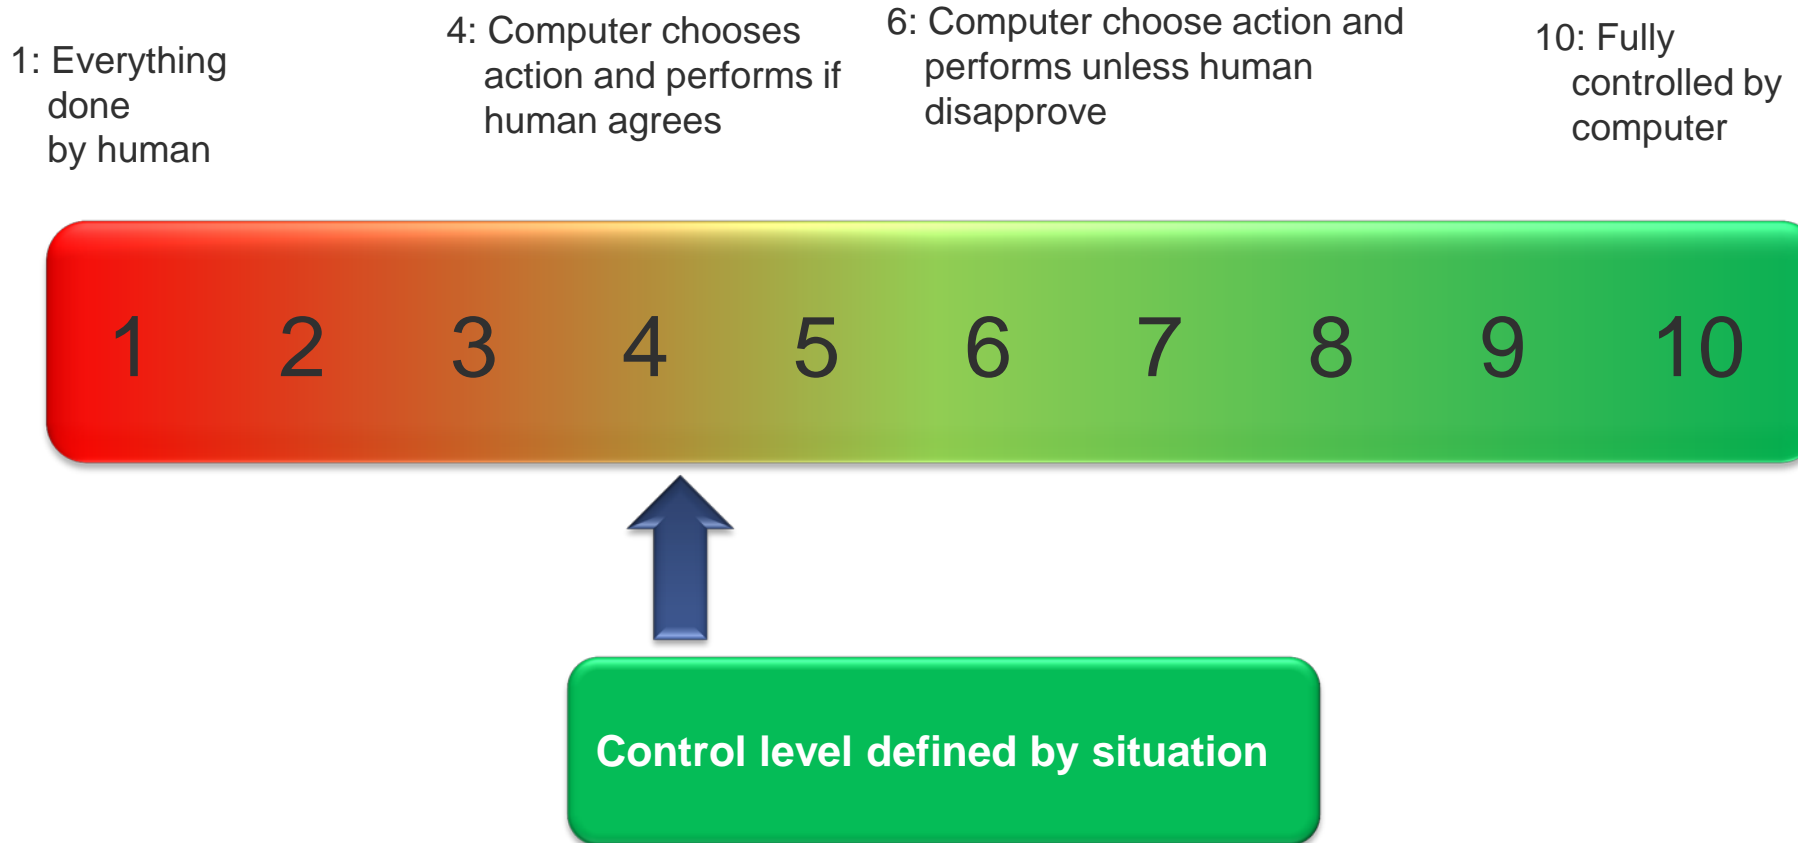 1: Everything
done
by human
4: Computer chooses
action and performs if
human agrees
6: Computer choose action and
performs unless human
disapprove
10: Fully
controlled by
computer
1 2 3 4 5 6 7 8 9 10
Control level defined by situation